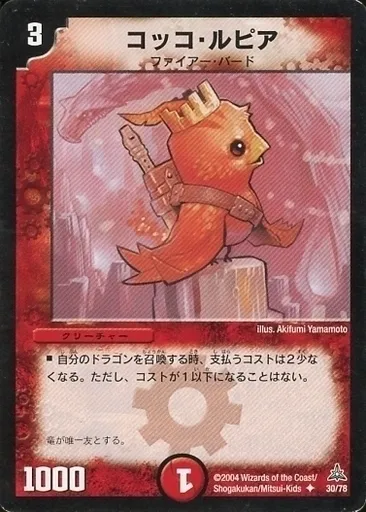 3
コッコ・ルピア
ファイアー・バード
illus. Akifumi Yamamoto
クリーチャー
■ 自分のドラゴンを召喚する時、支払うコストは2少な
くなる。ただし、コストが1以下になることはない。
竜が唯一友とする。
1000
1
©2004 Wizards of the Coast/
Shogakukan/Mitsui-Kids
30/78